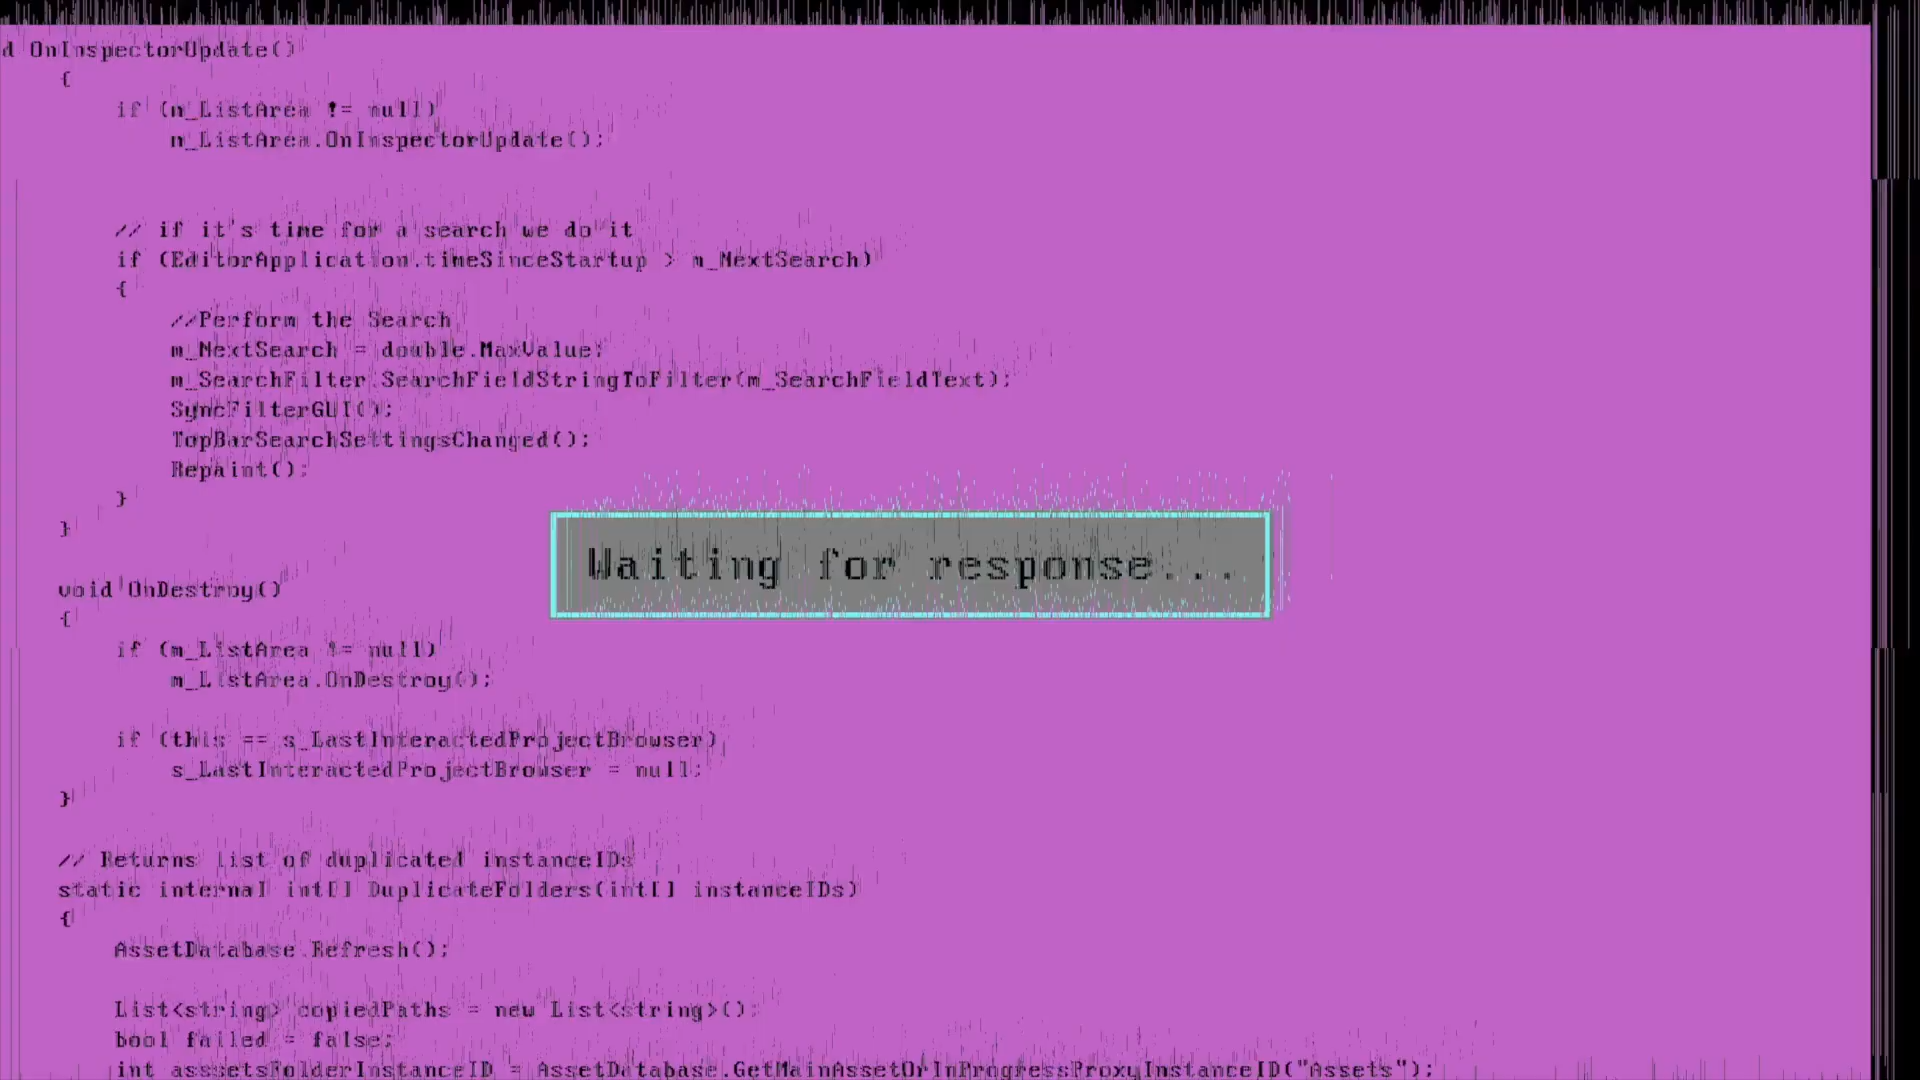 d OnInspectorUpdate()
{
if (m_ListArea != null)
m_ListArea.OnInspectorUpdate();
// if it's time for a search we do it
if (EditorApplication.timeSinceStartup > m_NextSearch)
{
//Perform the Search
m_NextSearch = double.MaxValue;
m_SearchFilter.SearchFieldStringToFilter(m_SearchFieldText);
SyncFilterGUI();
TopBarSearchSettingsChanged();
Repaint();
}
}
Waiting for response...
void OnDestroy()
{
if (m_ListArea != null)
m_ListArea.OnDestroy();
if (this == s_LastInteractedProjectBrowser)
s_LastInteractedProjectBrowser = null;
}
// Returns list of duplicated instanceIDs
static internal int[] DuplicateFolders(int[] instanceIDs)
{
AssetDatabase.Refresh();
List<string> copiedPaths = new List<string>();
bool failed = false;
int asssetsFolderInstanceID = AssetDatabase.GetMainAssetOrInProgressProxyInstanceID("Assets");